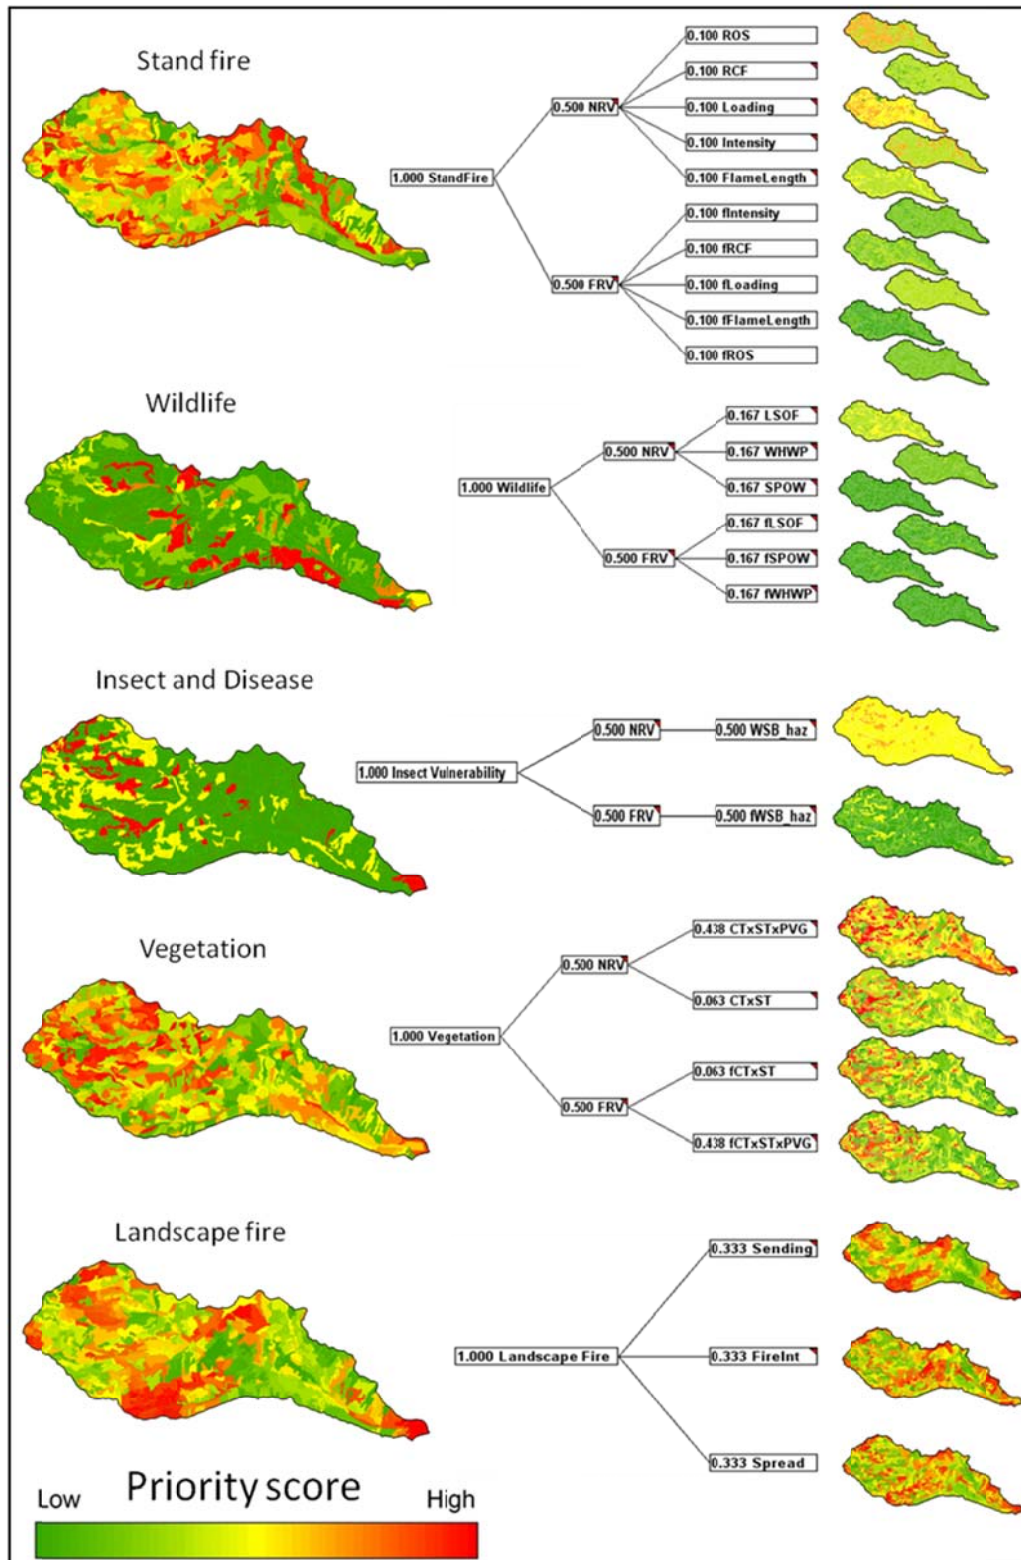 Stand fire
1.000 StandFire
0.500 NRV
0.500 FRV
0.100 ROS
0.100 RCF
0.100 Loading
0.100 Intensity
0.100 FlameLength
0.100 fIntensity
0.100 fRCF
0.100 fLoading
0.100 fFlameLength
0.100 fROS
Wildlife
1.000 Wildlife
0.500 NRV
0.500 FRV
0.167 LSOF
0.167 WHWP
0.167 SPOW
0.167 fLSOF
0.167 fSPOW
0.167 fWHWP
Insect and Disease
1.000 Insect Vulnerability
0.500 NRV
0.500 WSB_haz
0.500 FRV
0.500 fWSB_haz
Vegetation
1.000 Vegetation
0.500 NRV
0.500 FRV
0.438 CTxSTxPVG
0.063 CTxST
0.063 fCTxST
0.438 fCTxSTxPVG
Landscape fire
1.000 Landscape Fire
0.333 Sending
0.333 FireInt
0.333 Spread
Priority score
Low
High